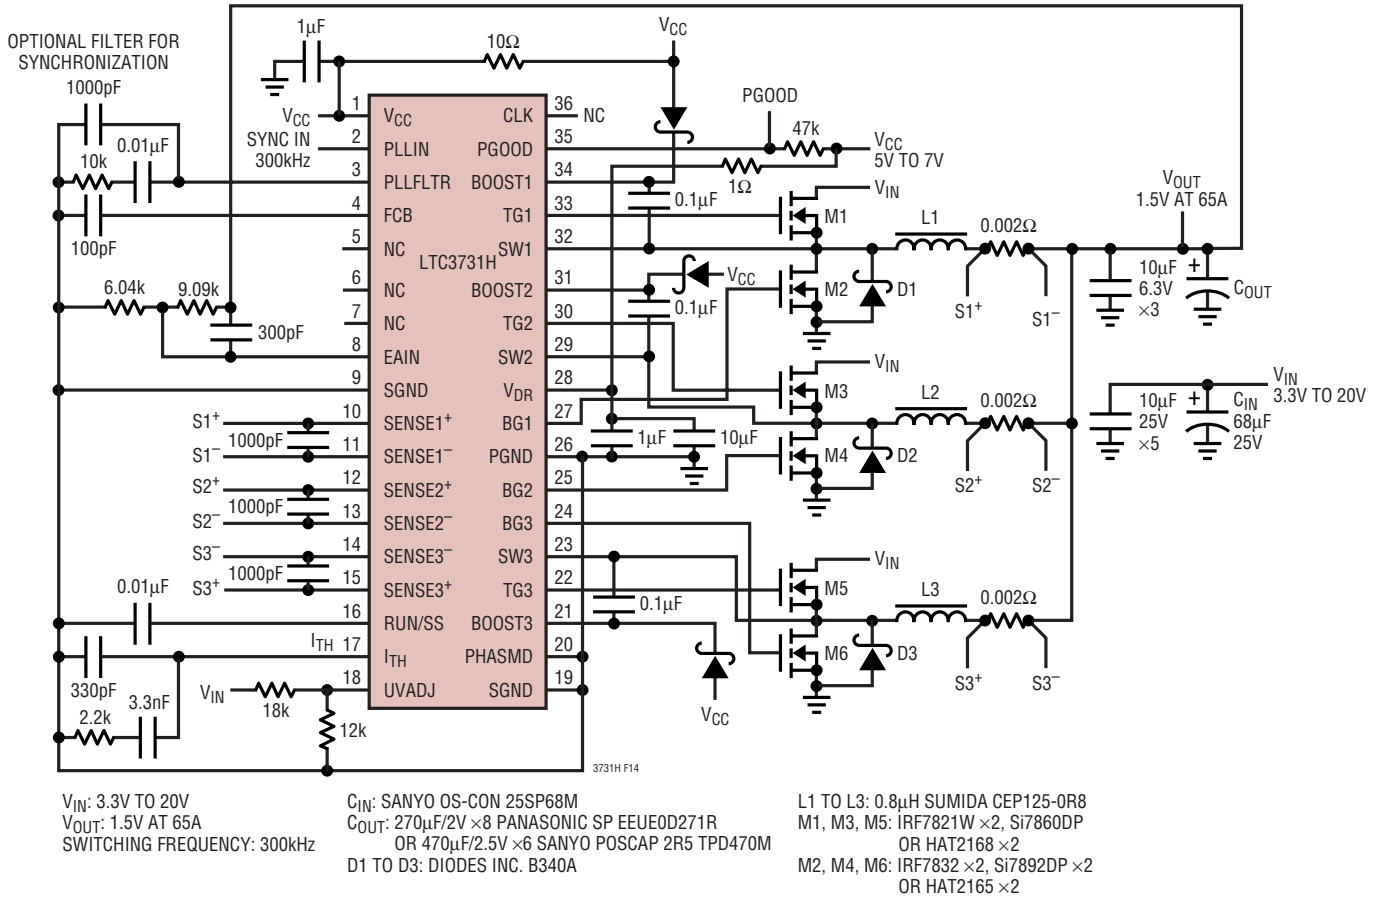 OPTIONAL FILTER FOR
SYNCHRONIZATION
1000pF
10k
0.01µF
100pF
1µF
10Ω
VCC
VCC
SYNC IN
300kHz
6.04k
9.09k
300pF
S1+
1000pF
S1–
S2+
1000pF
S2–
S3–
1000pF
S3+
0.01µF
330pF
2.2k
3.3nF
ITH
VIN
18k
12k
LTC3731H
1 VCC
2 PLLIN
3 PLLFLTR
4 FCB
5 NC
6 NC
7 NC
8 EAIN
9 SGND
10 SENSE1+
11 SENSE1–
12 SENSE2+
13 SENSE2–
14 SENSE3–
15 SENSE3+
16 RUN/SS
17 ITH
18 UVADJ
CLK 36 NC
PGOOD 35
BOOST1 34
TG1 33
SW1 32
BOOST2 31
TG2 30
SW2 29
VDR 28
BG1 27
PGND 26
BG2 25
BG3 24
SW3 23
TG3 22
BOOST3 21
PHASMD 20
SGND 19
PGOOD
47k
VCC
5V TO 7V
1Ω
0.1µF
VCC
0.1µF
1µF
10µF
0.1µF
VCC
VIN
M1
M2
D1
L1
0.002Ω
S1+
S1–
VIN
M3
M4
D2
L2
0.002Ω
S2+
S2–
VIN
M5
M6
D3
L3
0.002Ω
S3+
S3–
VOUT
1.5V AT 65A
10µF
6.3V
×3
+
COUT
VIN
3.3V TO 20V
10µF
25V
×5
+
CIN
68µF
25V
3731H F14
VIN: 3.3V TO 20V
VOUT: 1.5V AT 65A
SWITCHING FREQUENCY: 300kHz
CIN: SANYO OS-CON 25SP68M
COUT: 270µF/2V ×8 PANASONIC SP EEUE0D271R
OR 470µF/2.5V ×6 SANYO POSCAP 2R5 TPD470M
D1 TO D3: DIODES INC. B340A
L1 TO L3: 0.8µH SUMIDA CEP125-0R8
M1, M3, M5: IRF7821W ×2, Si7860DP
OR HAT2168 ×2
M2, M4, M6: IRF7832 ×2, Si7892DP ×2
OR HAT2165 ×2